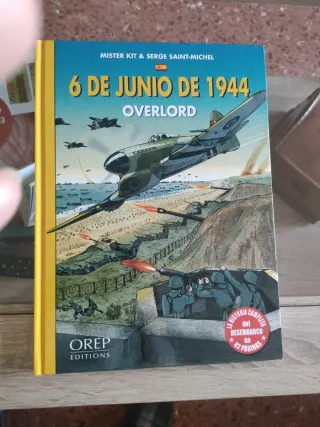 MISTER KIT & SERGE SAINT-MICHEL
6 DE JUNIO DE 1944
OVERLORD
LA HISTORIA COMPLETA
del
DESEMBARCO
en
82 PÁGINAS
OREP
EDITIONS